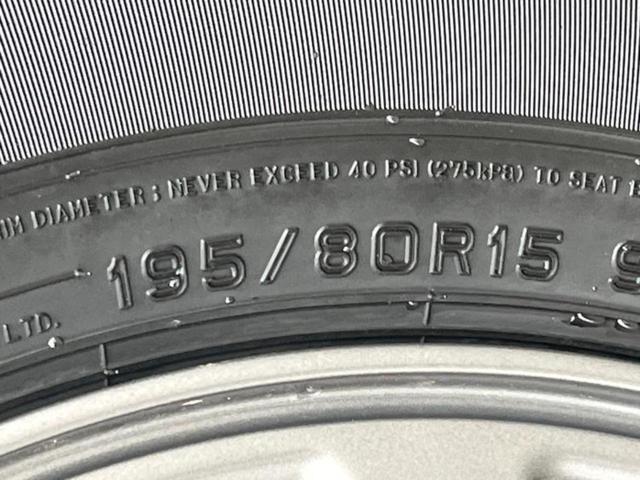 DIAMETER ; NEVER EXCEED 40 PSI (275kPa) TO SEAT
195/80R15
LTD.